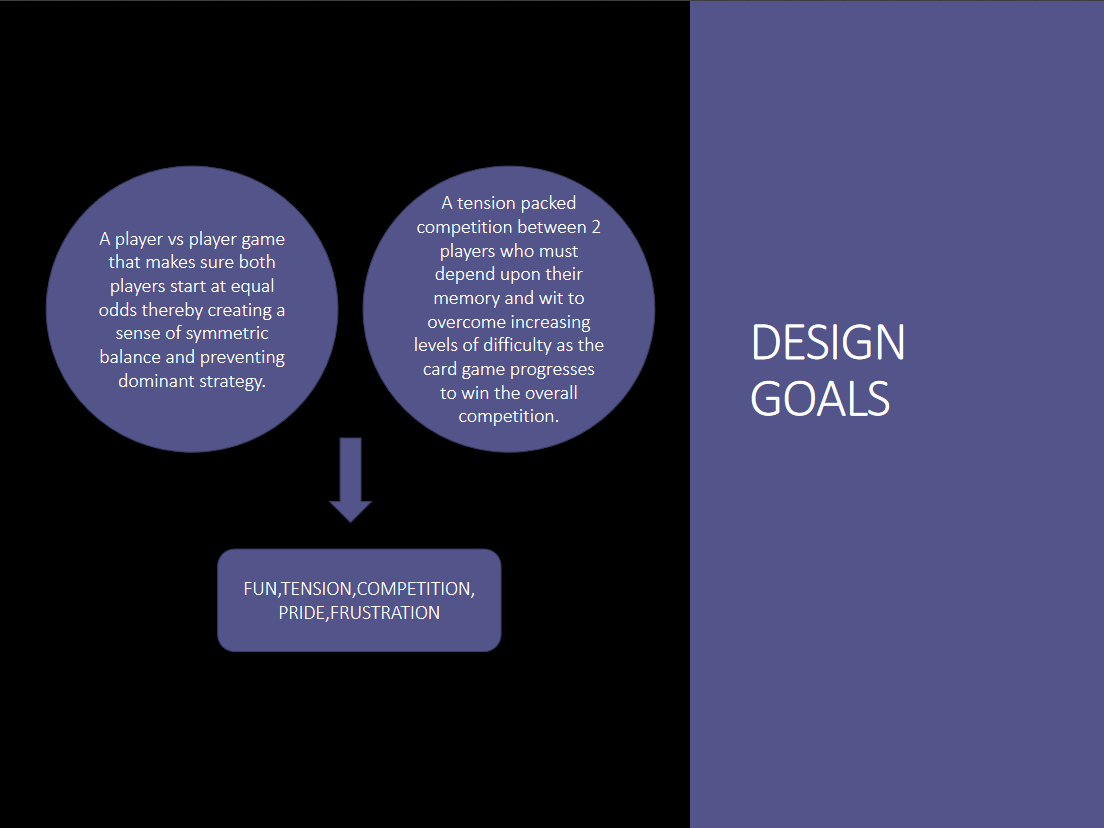 A player vs player game
that makes sure both
players start at equal
odds thereby creating a
sense of symmetric
balance and preventing
dominant strategy.
A tension packed
competition between 2
players who must
depend upon their
memory and wit to
overcome increasing
levels of difficulty as the
card game progresses
to win the overall
competition.
FUN,TENSION,COMPETITION,
PRIDE,FRUSTRATION
DESIGN
GOALS